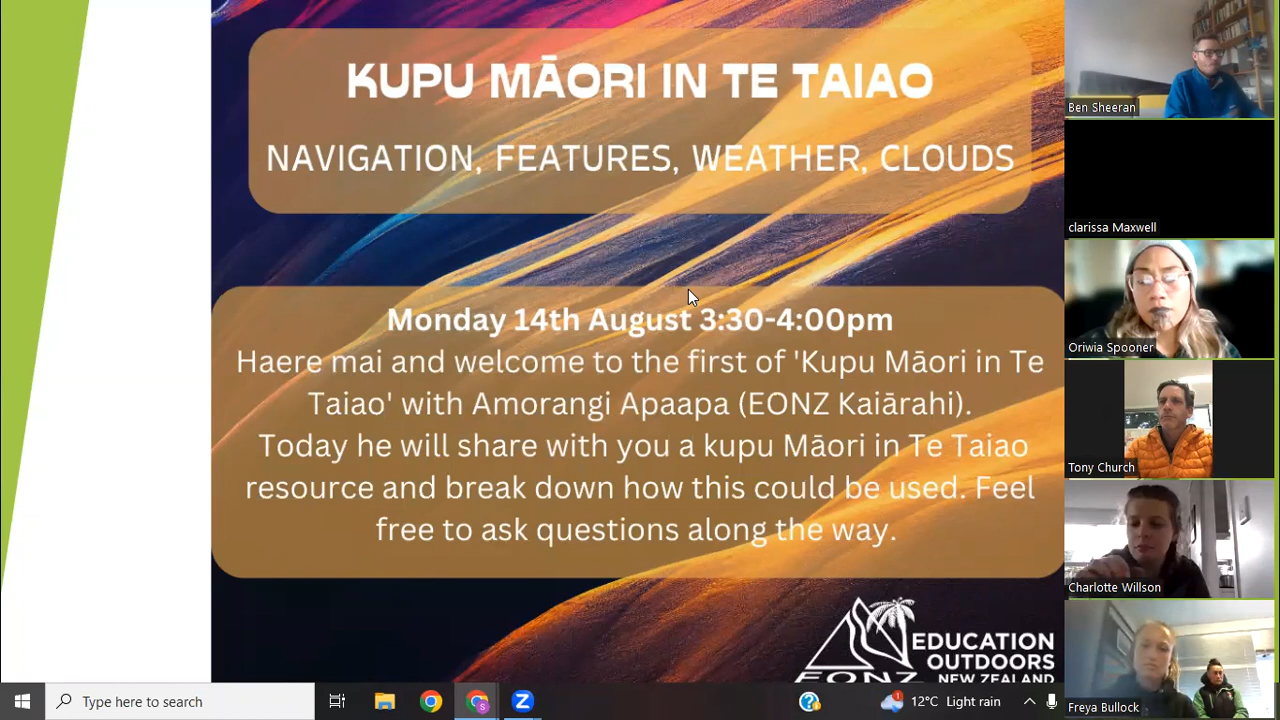 KUPU MĀORI IN TE TAIAO
NAVIGATION, FEATURES, WEATHER, CLOUDS
Monday 14th August 3:30-4:00pm
Haere mai and welcome to the first of 'Kupu Māori in Te
Taiao' with Amorangi Apaapa (EONZ Kaiārahi).
Today he will share with you a kupu Māori in Te Taiao
resource and break down how this could be used. Feel
free to ask questions along the way.
EDUCATION
OUTDOORS
NEW ZEALAND
EONZ
Ben Sheeran
clarissa Maxwell
Oriwia Spooner
Tony Church
Charlotte Willson
Freya Bullock
Type here to search
S
Z
?
1
12°C Light rain